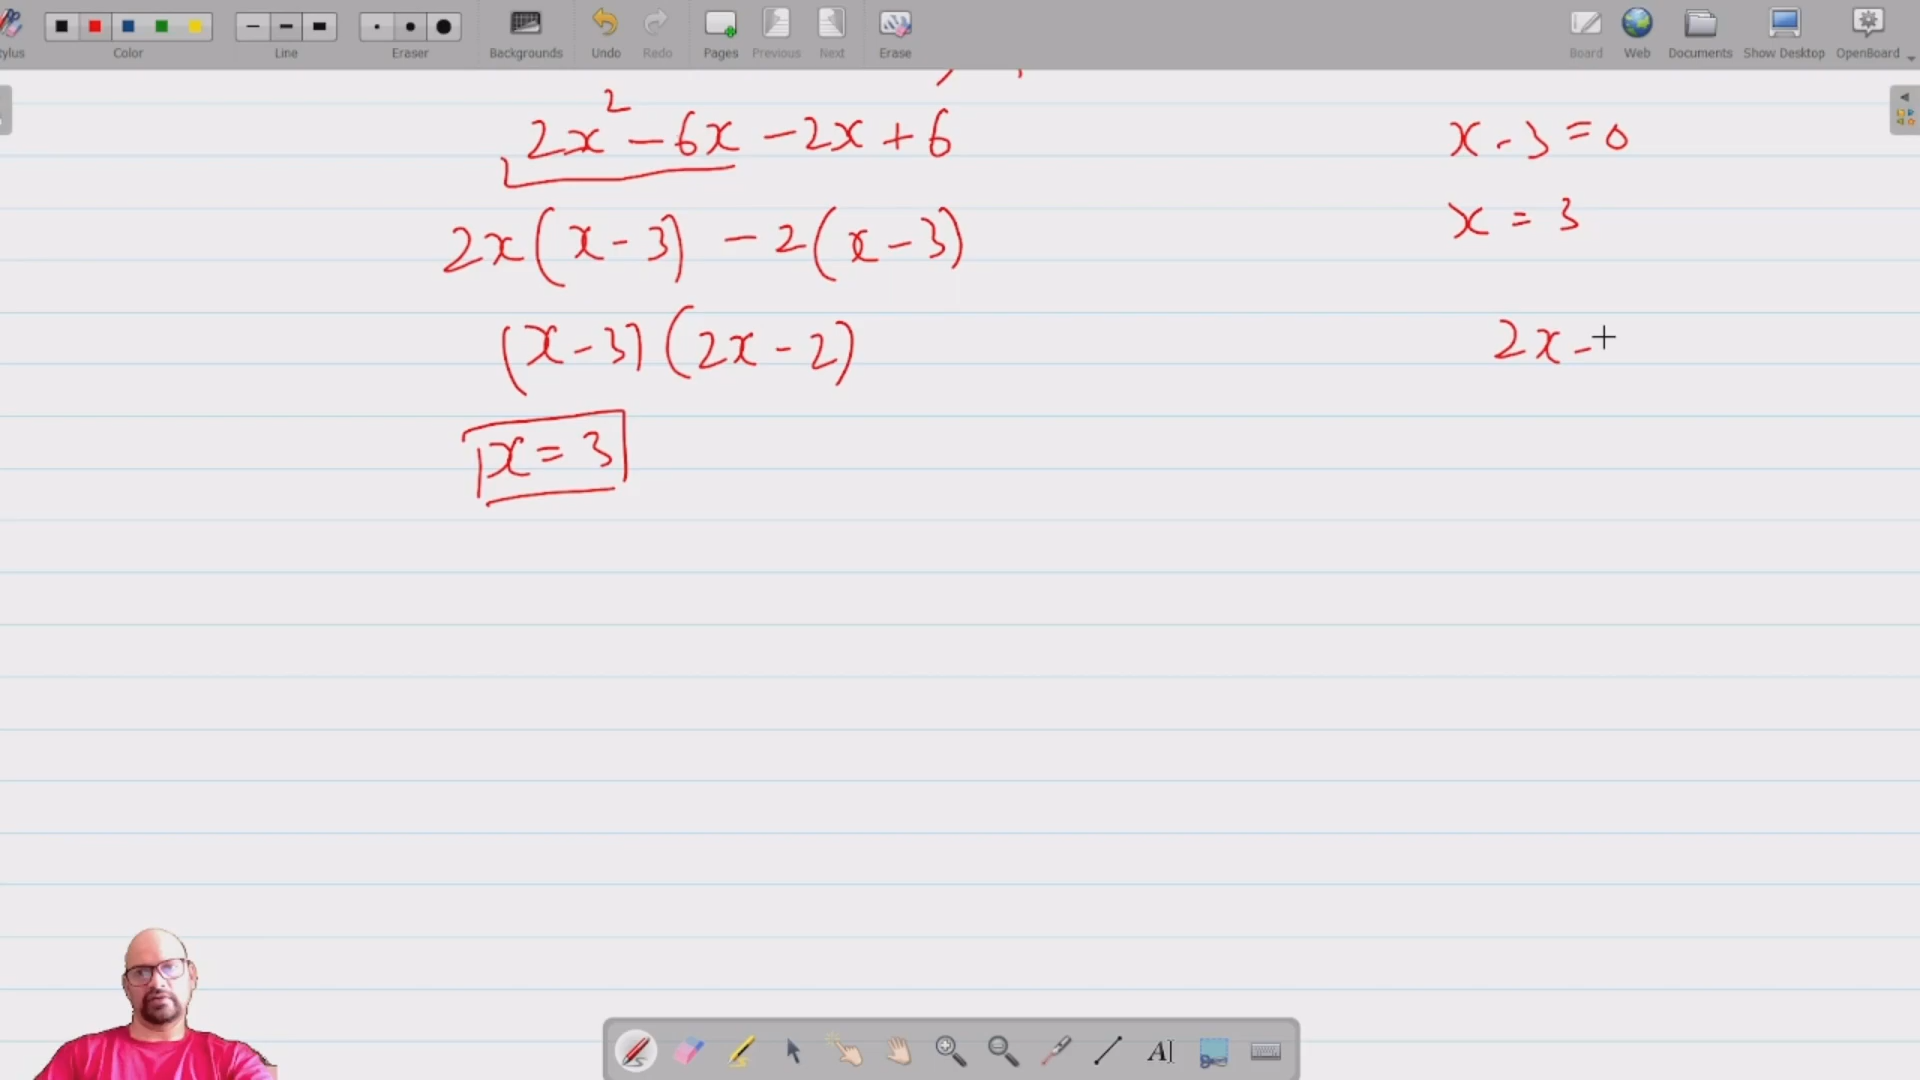 Stylus Color Line Eraser Backgrounds Undo Redo Pages Previous Next Erase Board Web Documents Show Desktop OpenBoard
2x² - 6x - 2x + 6
2x(x - 3) - 2(x - 3)
(x - 3)(2x - 2)
x = 3
x - 3 = 0
x = 3
2x -